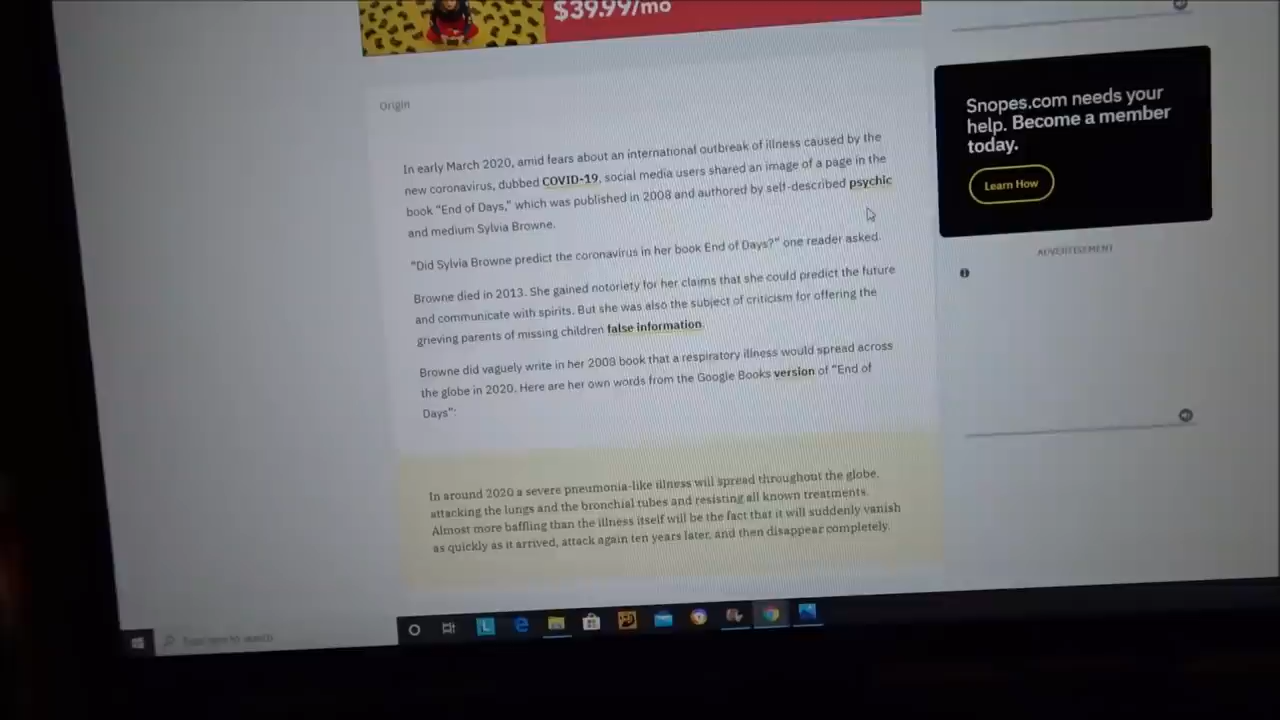 $39.99/mo
Origin
In early March 2020, amid fears about an international outbreak of illness caused by the
new coronavirus, dubbed COVID-19, social media users shared an image of a page in the
book "End of Days," which was published in 2008 and authored by self-described psychic
and medium Sylvia Browne.
"Did Sylvia Browne predict the coronavirus in her book End of Days?" one reader asked.
Browne died in 2013. She gained notoriety for her claims that she could predict the future
and communicate with spirits. But she was also the subject of criticism for offering the
grieving parents of missing children false information.
Browne did vaguely write in her 2008 book that a respiratory illness would spread across
the globe in 2020. Here are her own words from the Google Books version of "End of
Days":
In around 2020 a severe pneumonia-like illness will spread throughout the globe,
attacking the lungs and the bronchial tubes and resisting all known treatments.
Almost more baffling than the illness itself will be the fact that it will suddenly vanish
as quickly as it arrived, attack again ten years later, and then disappear completely.
Snopes.com needs your
help. Become a member
today.
Learn How
ADVERTISEMENT
Type here to search